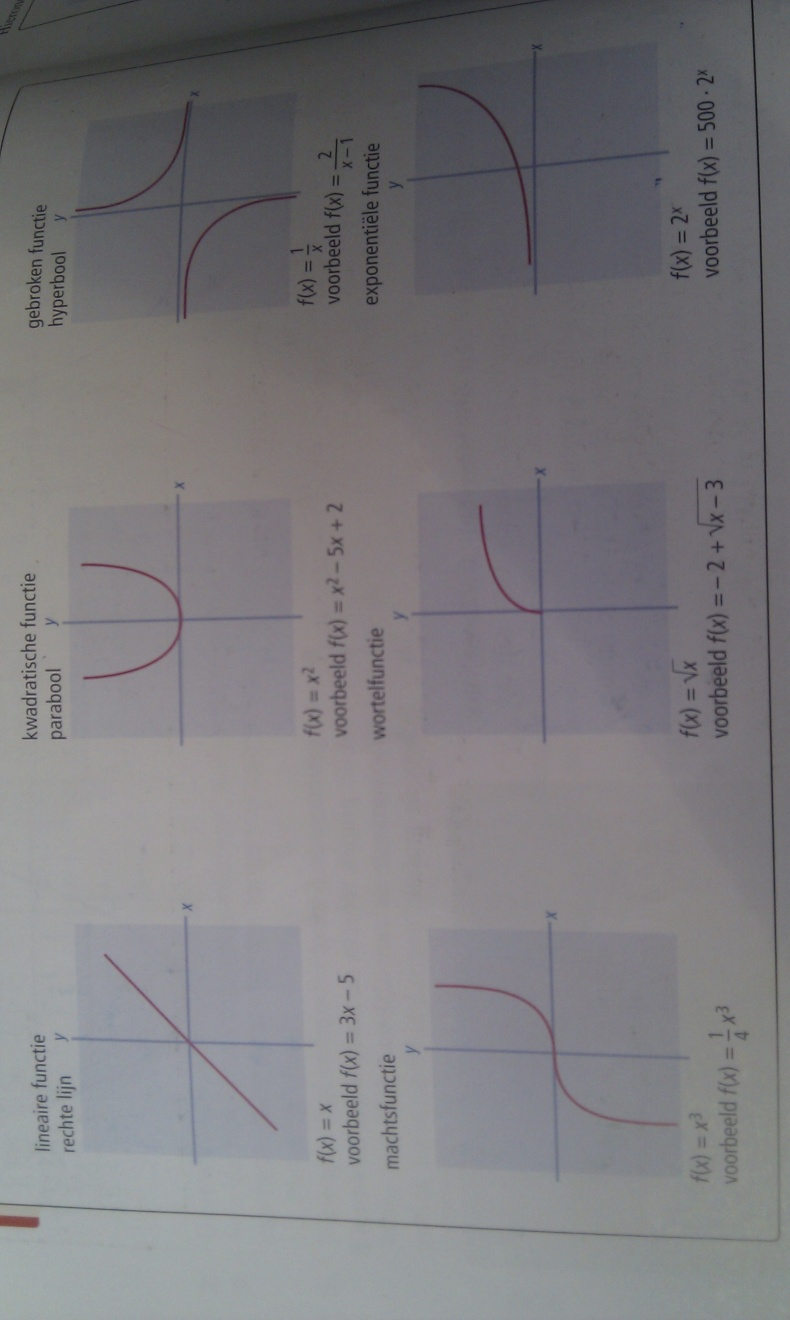 lineaire functie
rechte lijn
y
x
f(x) = x
voorbeeld f(x) = 3x − 5
kwadratische functie
parabool
y
x
f(x) = x²
voorbeeld f(x) = x² − 5x + 2
gebroken functie
hyperbool
y
x
f(x) = 1/x
voorbeeld f(x) = 2/(x − 1)
machtsfunctie
y
x
f(x) = x³
voorbeeld f(x) = 1/4 x³
wortelfunctie
y
x
f(x) = √x
voorbeeld f(x) = − 2 + √(x − 3)
exponentiële functie
y
x
f(x) = 2ˣ
voorbeeld f(x) = 500 · 2ˣ